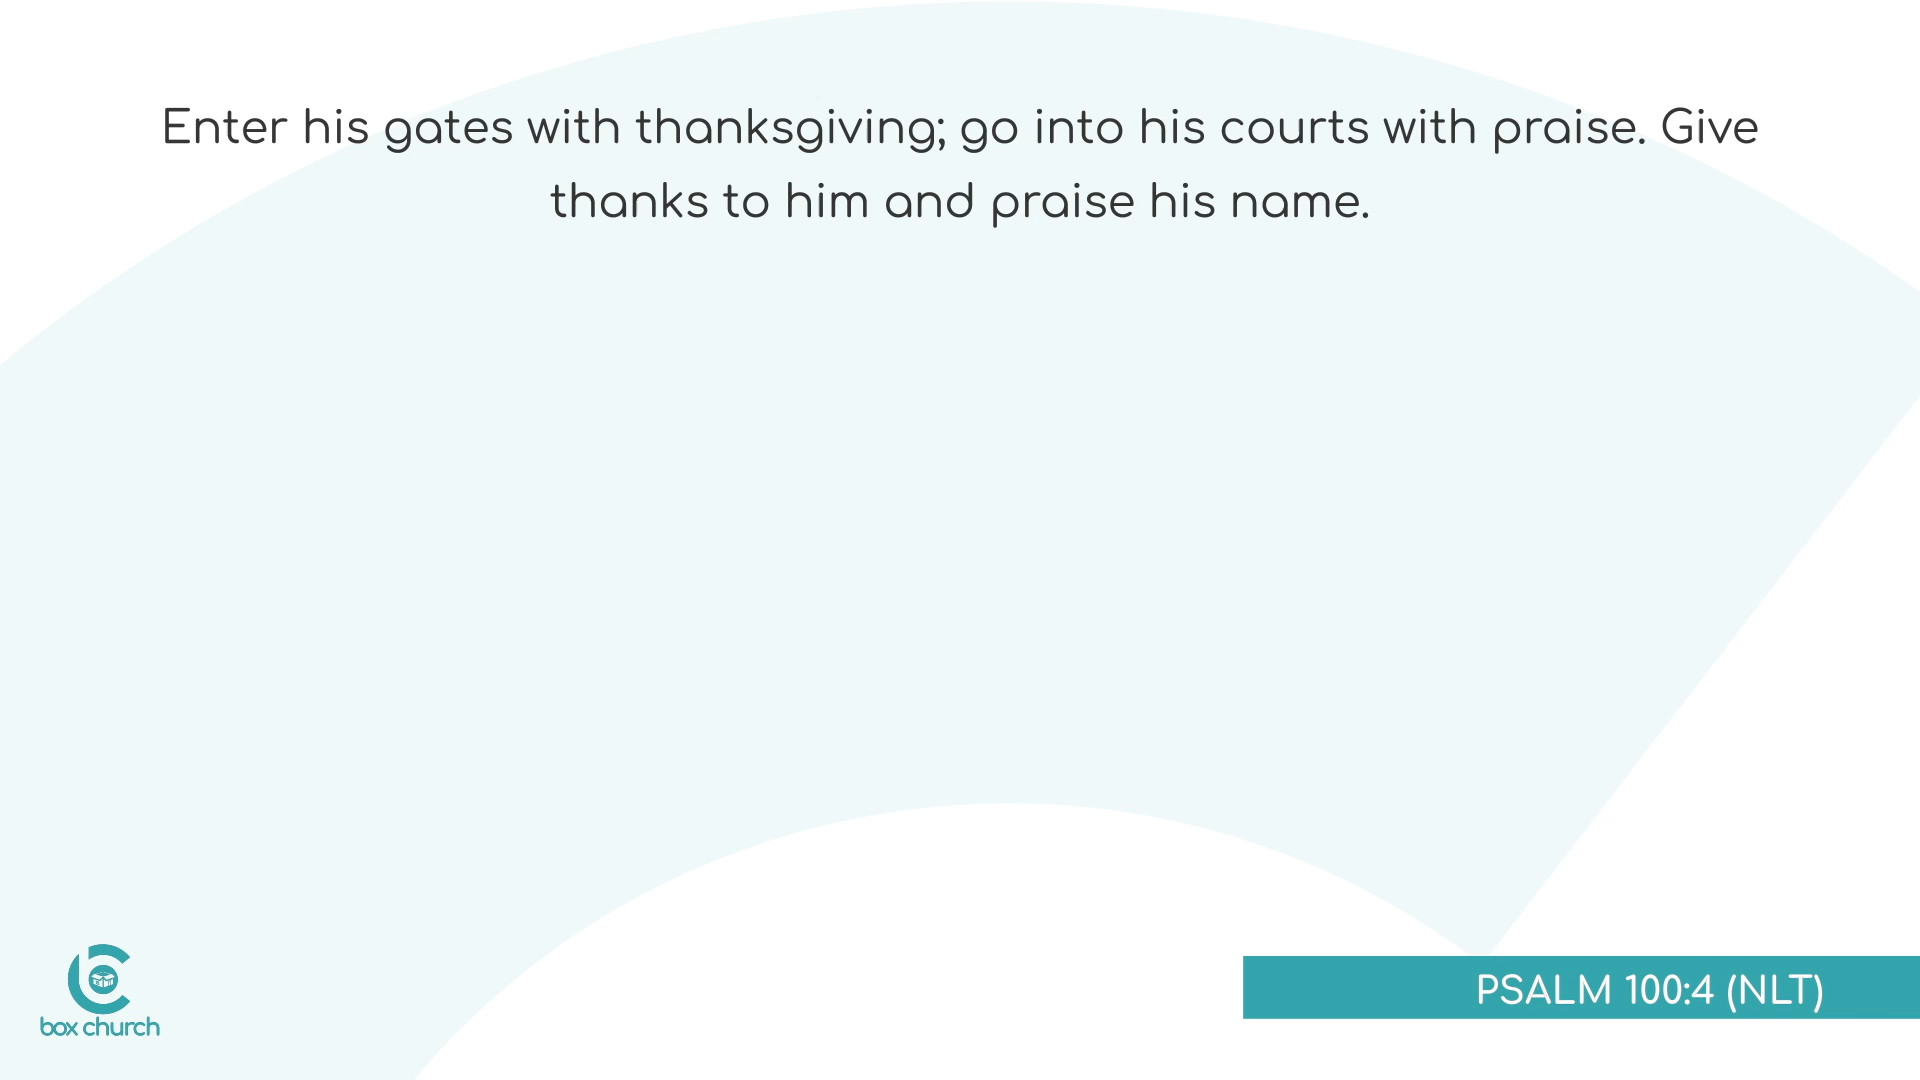 Enter his gates with thanksgiving; go into his courts with praise. Give
thanks to him and praise his name.
PSALM 100:4 (NLT)
box church